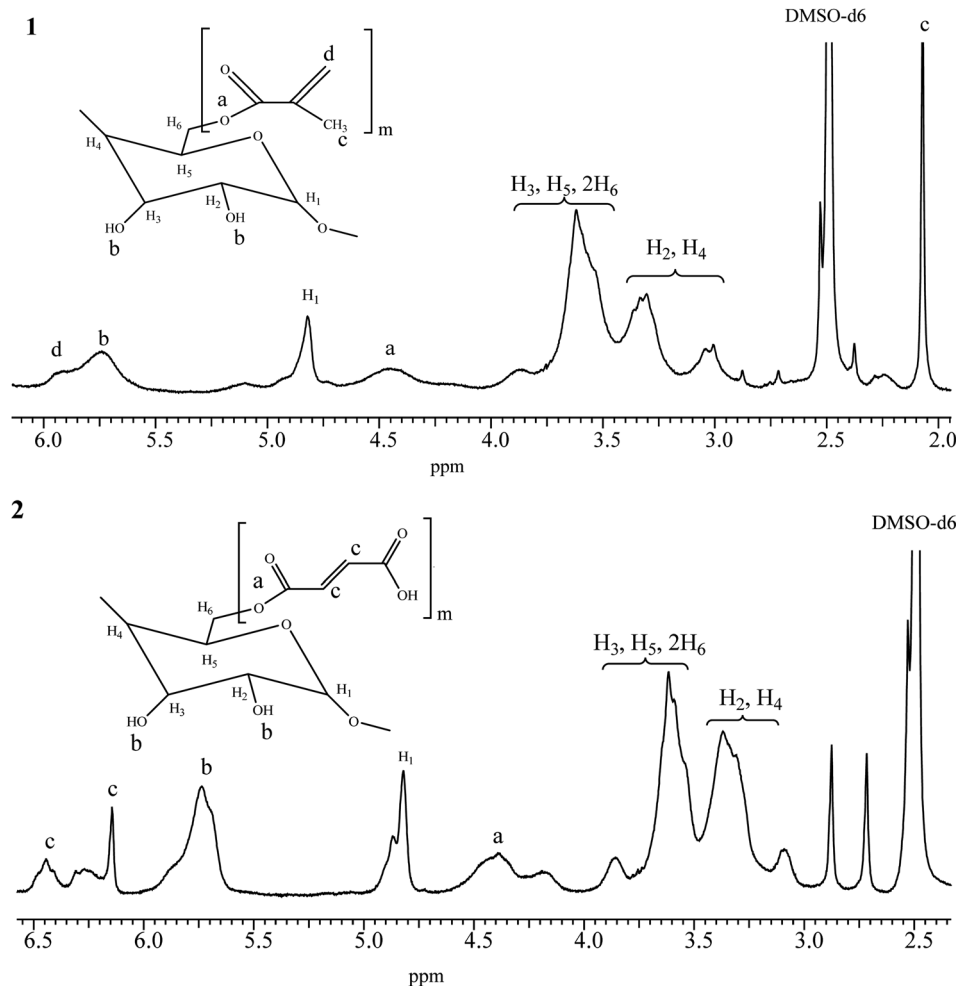 1
DMSO-d6
c
d
O
a
O
CH₃
c
m
H₆
H₄
O
H₅
H₁
H₂
H₃
HO
OH
O
b
b
H₃, H₅, 2H₆
H₂, H₄
H₁
d
b
a
6.0 5.5 5.0 4.5 4.0 3.5 3.0 2.5 2.0
ppm
2
DMSO-d6
O
c
O
a
c
OH
O
m
H₆
H₄
O
H₅
H₁
H₂
H₃
HO
OH
O
b
b
H₃, H₅, 2H₆
H₂, H₄
H₁
b
c
c
a
6.5 6.0 5.5 5.0 4.5 4.0 3.5 3.0 2.5
ppm